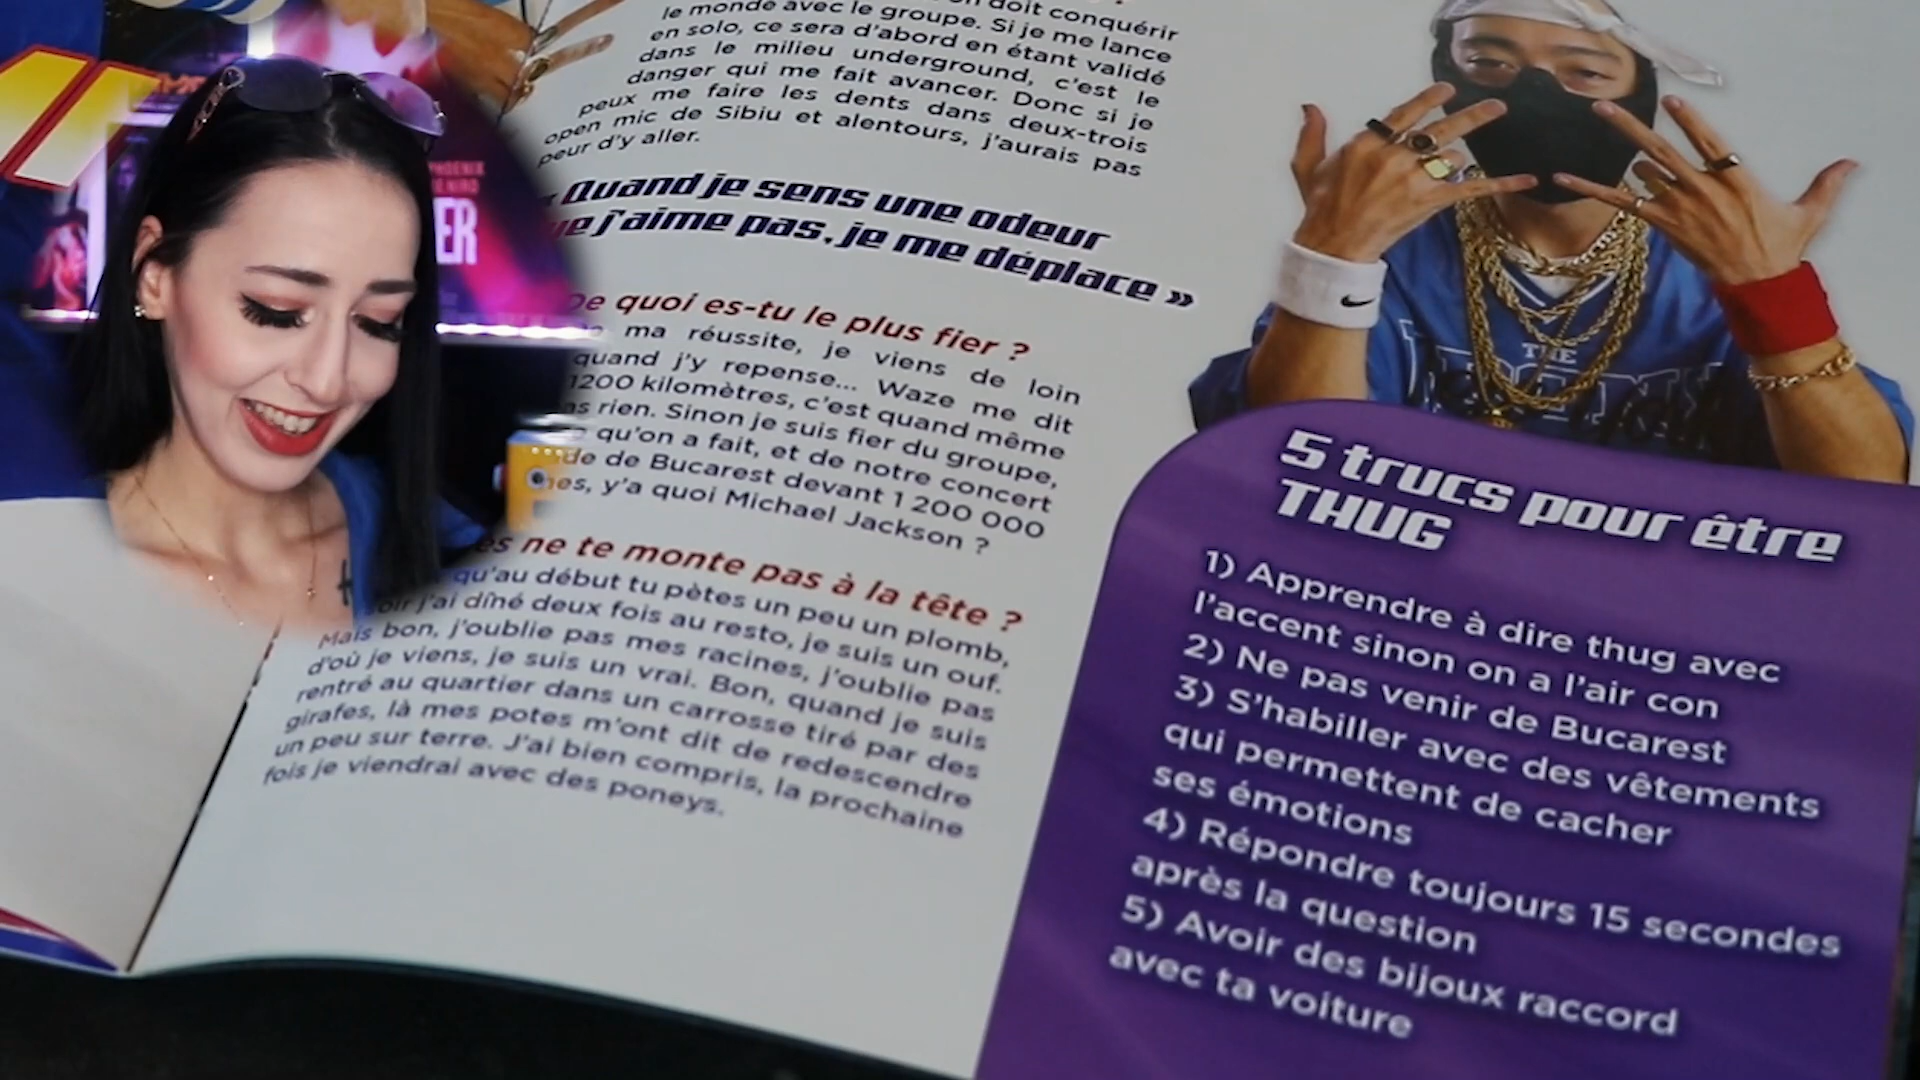 doit conquérir
le monde avec le groupe. Si je me lance
en solo, ce sera d'abord en étant validé
dans le milieu underground, c'est le
danger qui me fait avancer. Donc si je
peux me faire les dents dans deux-trois
open mic de Sibiu et alentours, j'aurais pas
peur d'y aller.
« Quand je sens une odeur
j'aime pas, je me déplace »
De quoi es-tu le plus fier ?
ma réussite, je viens de loin
quand j'y repense... Waze me dit
1200 kilomètres, c'est quand même
rien. Sinon je suis fier du groupe,
qu'on a fait, et de notre concert
de Bucarest devant 1 200 000
y'a quoi Michael Jackson ?
ne te monte pas à la tête ?
qu'au début tu pètes un peu un plomb,
j'ai dîné deux fois au resto, je suis un ouf.
Mais bon, j'oublie pas mes racines, j'oublie pas
d'où je viens, je suis un vrai. Bon, quand je suis
rentré au quartier dans un carrosse tiré par des
girafes, là mes potes m'ont dit de redescendre
un peu sur terre. J'ai bien compris, la prochaine
fois je viendrai avec des poneys.
THE
5 trucs pour être
THUG
1) Apprendre à dire thug avec
l'accent sinon on a l'air con
2) Ne pas venir de Bucarest
3) S'habiller avec des vêtements
qui permettent de cacher
ses émotions
4) Répondre toujours 15 secondes
après la question
5) Avoir des bijoux raccord
avec ta voiture